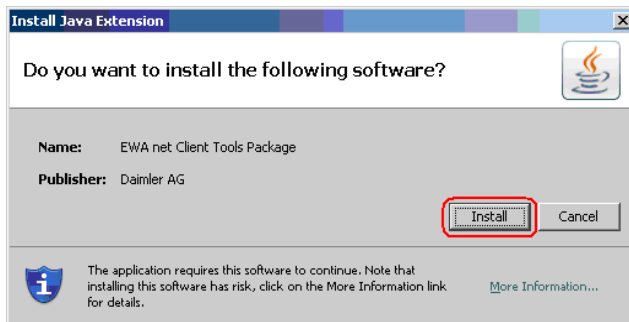 Install Java Extension
Do you want to install the following software?
Name: EWA net Client Tools Package
Publisher: Daimler AG
Install Cancel
The application requires this software to continue. Note that
installing this software has risk, click on the More Information link
for details.
More Information...